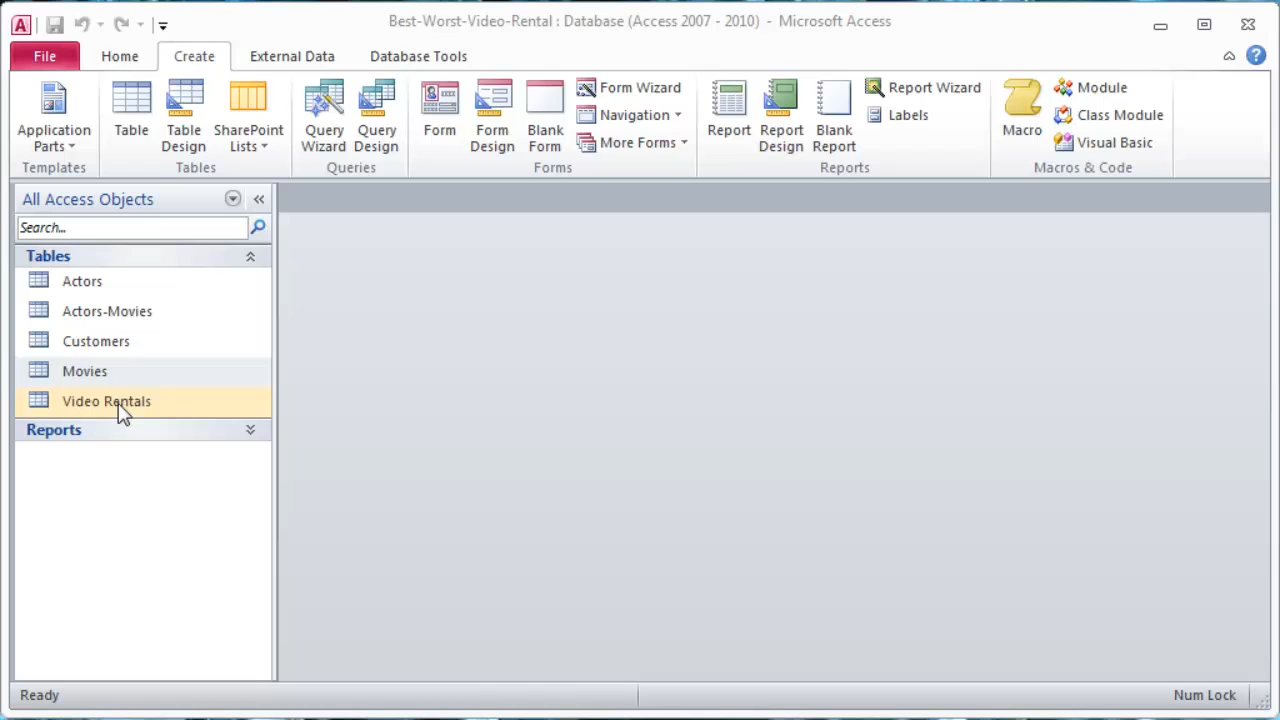 Best-Worst-Video-Rental : Database (Access 2007 - 2010) - Microsoft Access
File Home Create External Data Database Tools
Application Parts
Table
Table Design
SharePoint Lists
Templates
Tables
Query Wizard
Query Design
Queries
Form
Form Design
Blank Form
Form Wizard
Navigation
More Forms
Forms
Report
Report Design
Blank Report
Report Wizard
Labels
Reports
Macro
Module
Class Module
Visual Basic
Macros & Code
All Access Objects
Search...
Tables
Actors
Actors-Movies
Customers
Movies
Video Rentals
Reports
Ready
Num Lock